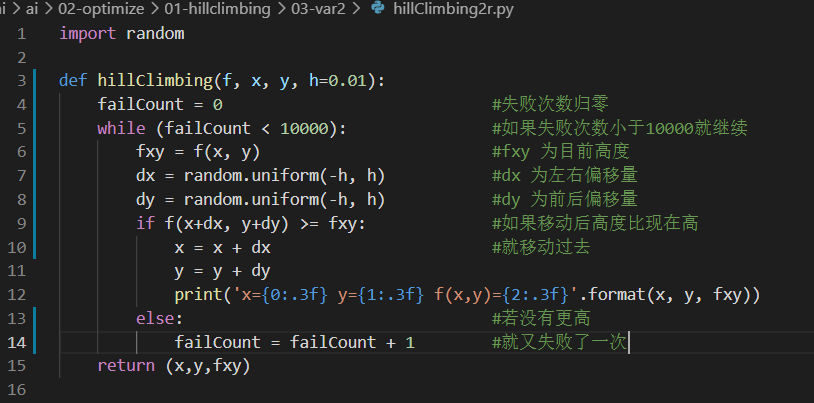 ai > 02-optimize > 01-hillclimbing > 03-var2 > hillClimbing2r.py
1 import random
2
3 def hillClimbing(f, x, y, h=0.01):
4     failCount = 0                            #失败次数归零
5     while (failCount < 10000):               #如果失败次数小于10000就继续
6         fxy = f(x, y)                        #fxy 为目前高度
7         dx = random.uniform(-h, h)           #dx 为左右偏移量
8         dy = random.uniform(-h, h)           #dy 为前后偏移量
9         if f(x+dx, y+dy) >= fxy:             #如果移动后高度比现在高
10             x = x + dx                       #就移动过去
11             y = y + dy
12             print('x={0:.3f} y={1:.3f} f(x,y)={2:.3f}'.format(x, y, fxy))
13         else:                                #若没有更高
14             failCount = failCount + 1        #就又失败了一次
15     return (x,y,fxy)
16